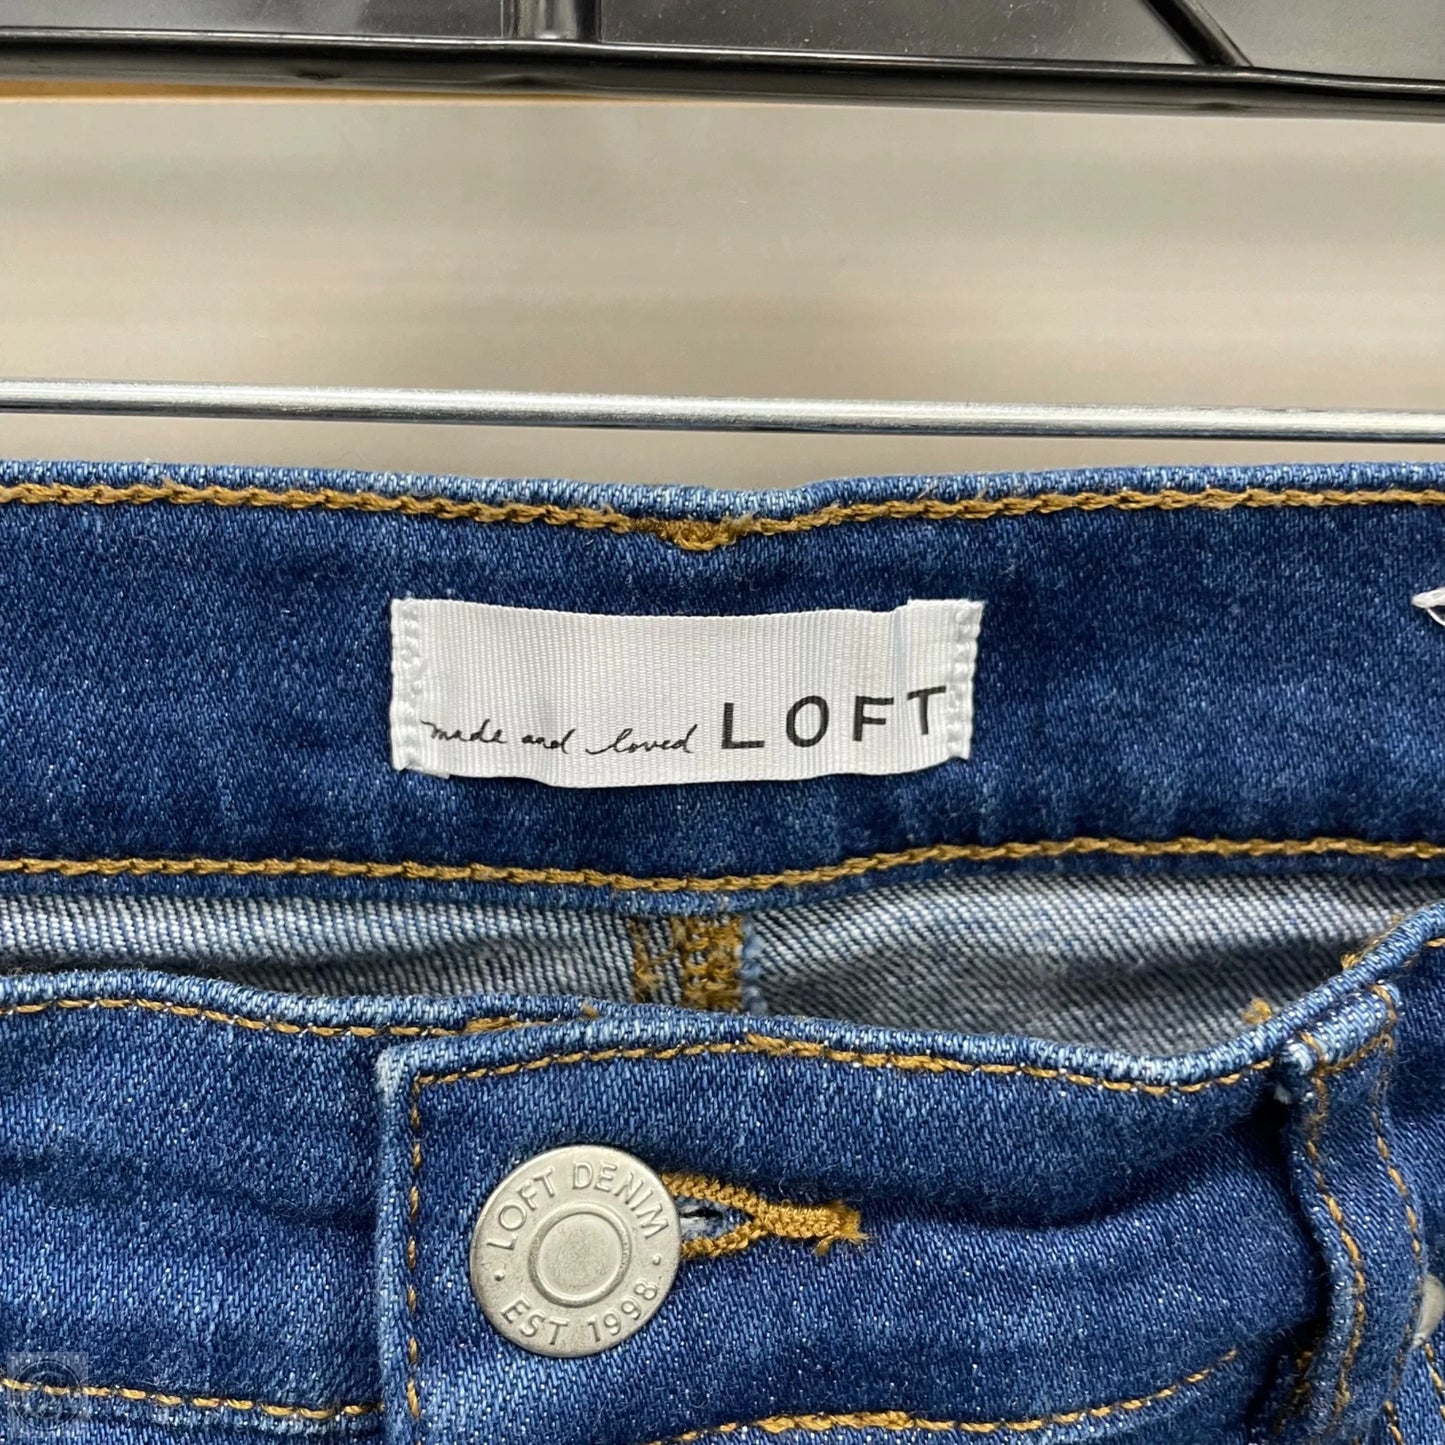 made and loved LOFT
LOFT DENIM
· EST 1998 ·